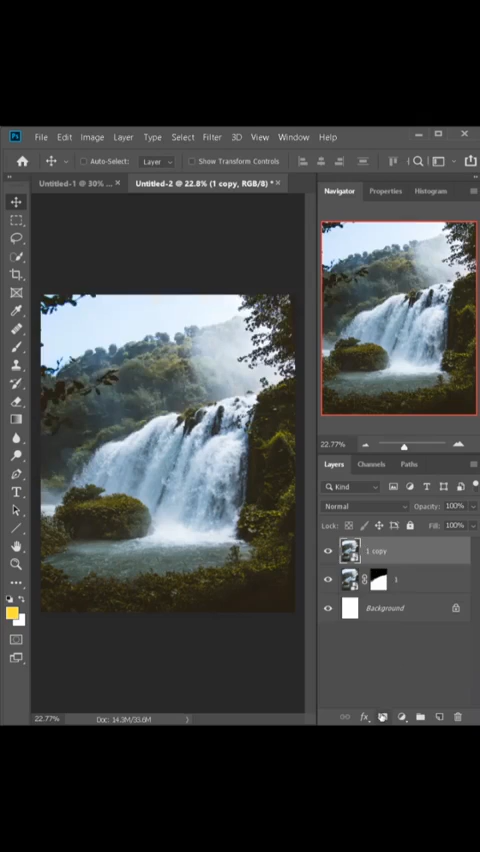 Ps File Edit Image Layer Type Select Filter 3D View Window Help
Auto-Select: Layer Show Transform Controls
Untitled-1 @ 30% ... × Untitled-2 @ 22.8% (1 copy, RGB/8) * ×
Navigator Properties Histogram
22.77%
Layers Channels Paths
Kind
Normal Opacity: 100%
Lock: Fill: 100%
1 copy
1
Background
fx
22.77% Doc: 14.3M/35.6M